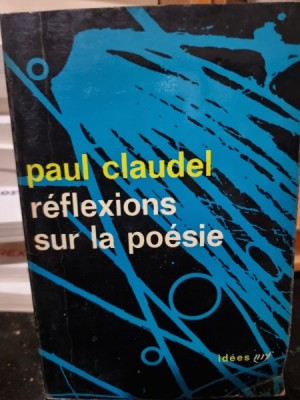 paul claudel
réflexions
sur la poésie
idées nrf